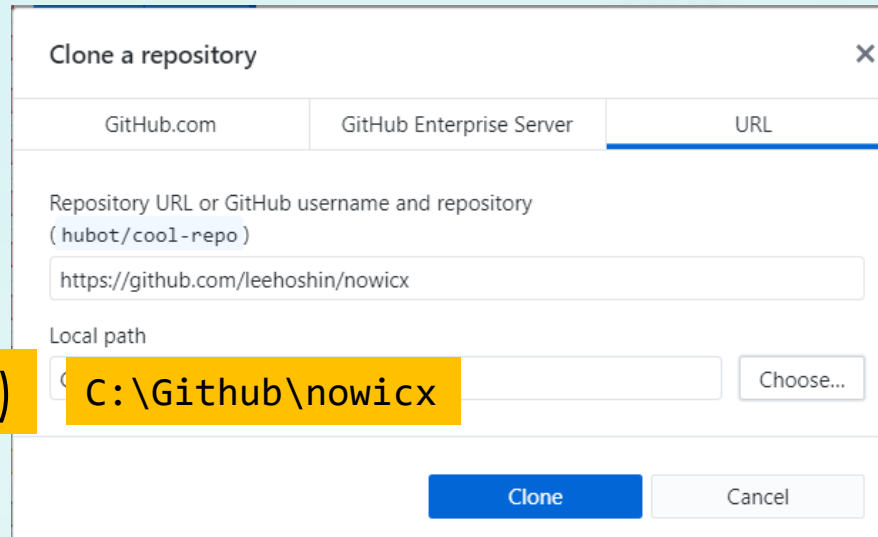 Clone a repository
GitHub.com GitHub Enterprise Server URL
Repository URL or GitHub username and repository
(hubot/cool-repo)
https://github.com/leehoshin/nowicx
Local path
) C:\Github\nowicx Choose...
Clone Cancel